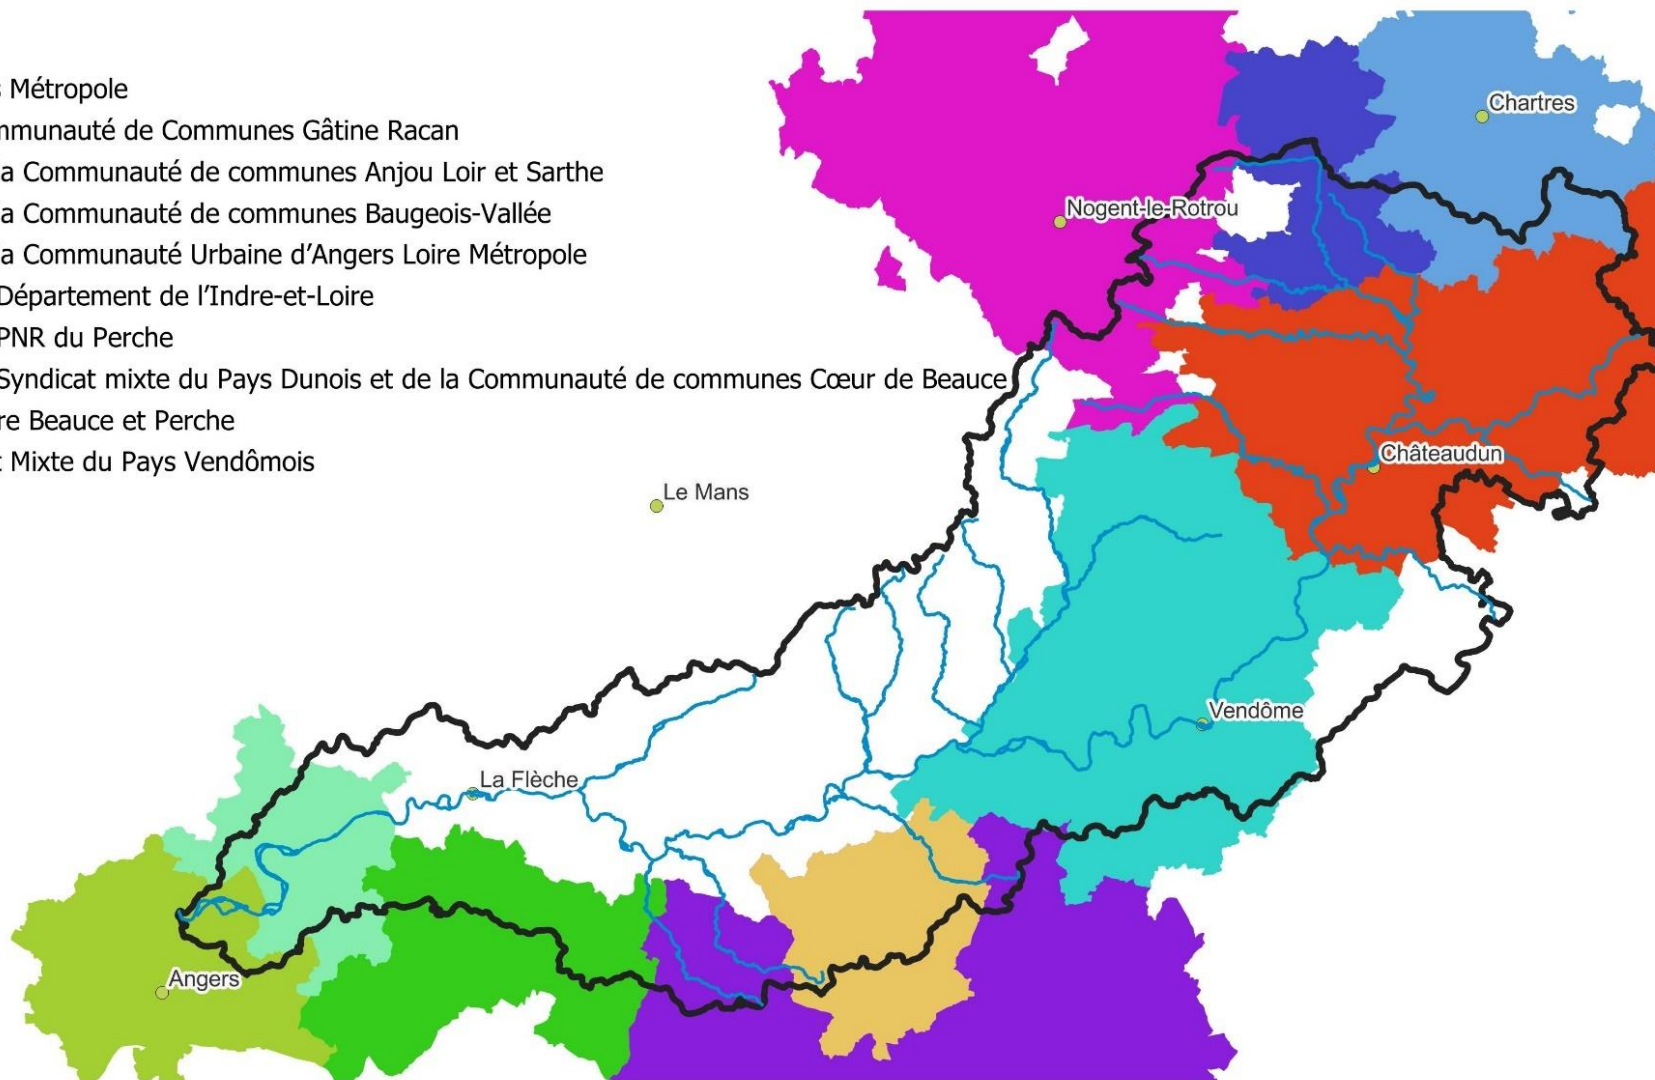 s Métropole
mmunauté de Communes Gâtine Racan
a Communauté de communes Anjou Loir et Sarthe
a Communauté de communes Baugeois-Vallée
a Communauté Urbaine d’Angers Loire Métropole
Département de l’Indre-et-Loire
PNR du Perche
Syndicat mixte du Pays Dunois et de la Communauté de communes Cœur de Beauce
re Beauce et Perche
t Mixte du Pays Vendômois
Chartres
Nogent-le-Rotrou
Châteaudun
Le Mans
Vendôme
La Flèche
Angers